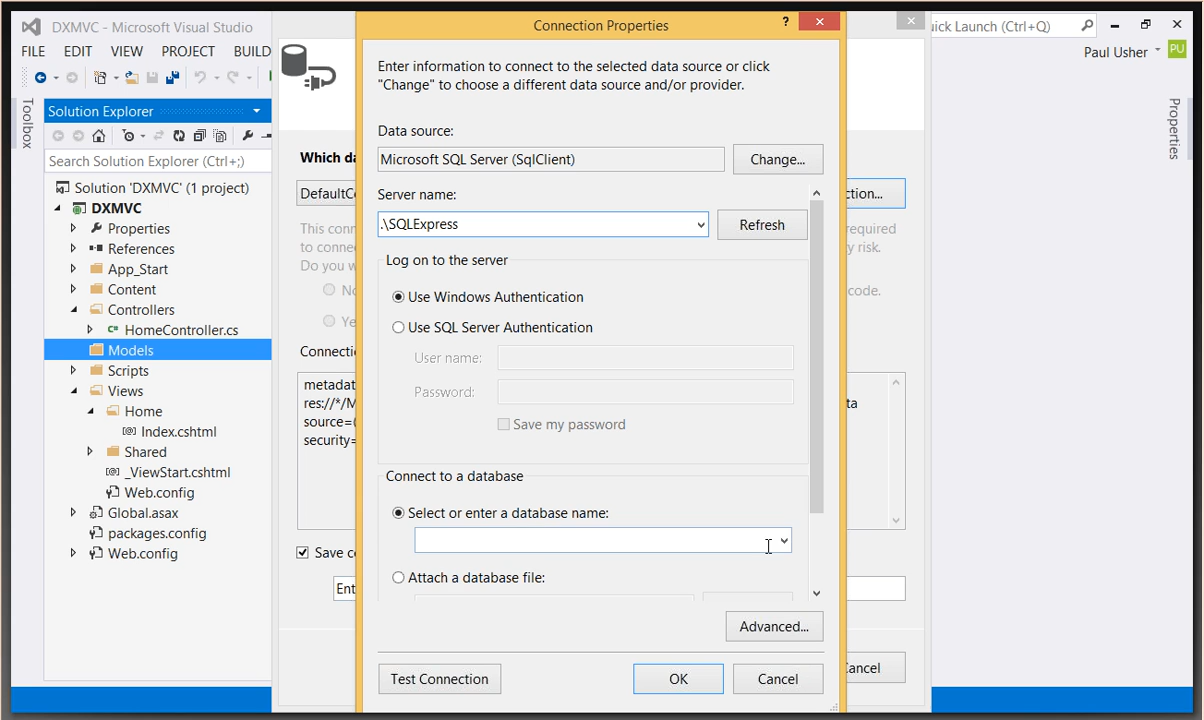 DXMVC - Microsoft Visual Studio
Connection Properties
?
uick Launch (Ctrl+Q)
FILE EDIT VIEW PROJECT BUILD
Paul Usher
PU
Toolbox
Solution Explorer
Search Solution Explorer (Ctrl+;)
Solution 'DXMVC' (1 project)
DXMVC
Properties
References
App_Start
Content
Controllers
C# HomeController.cs
Models
Scripts
Views
Home
[@] Index.cshtml
Shared
[@] _ViewStart.cshtml
Web.config
Global.asax
packages.config
Web.config
Which da
DefaultCo
This conn
to conne
Do you w
No
Ye
Connectio
metadat
res://*/M
source=(
security=
Save co
Ent
Enter information to connect to the selected data source or click
"Change" to choose a different data source and/or provider.
Data source:
Microsoft SQL Server (SqlClient)
Change...
Server name:
.\SQLExpress
Refresh
Log on to the server
Use Windows Authentication
Use SQL Server Authentication
User name:
Password:
Save my password
Connect to a database
Select or enter a database name:
Attach a database file:
Advanced...
Test Connection
OK
Cancel
ction...
required
y risk.
code.
ta
Cancel
Properties